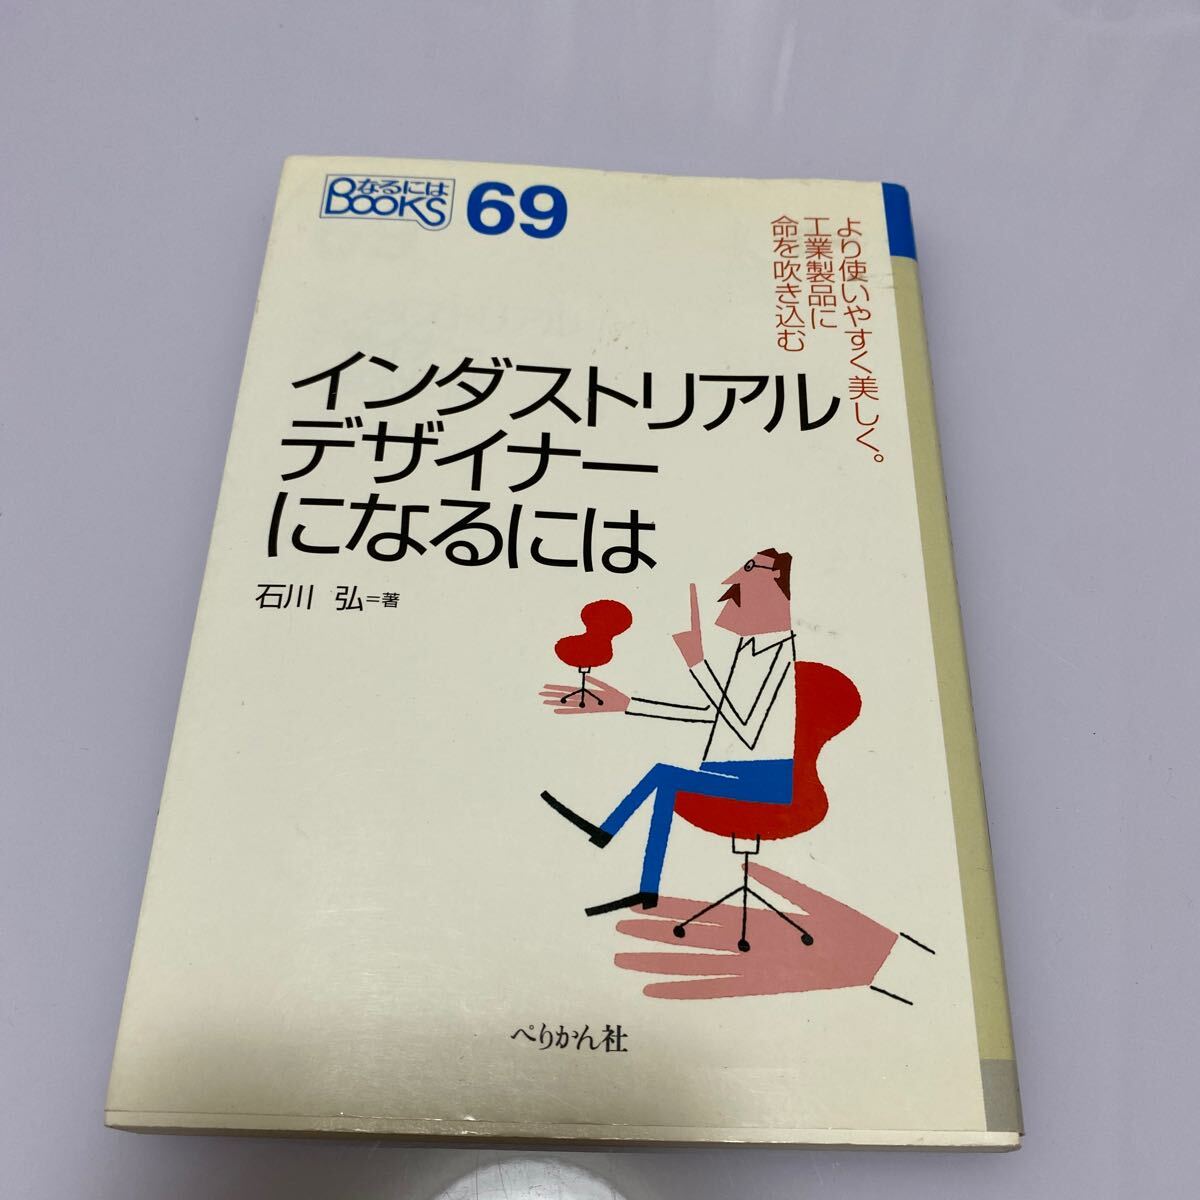 なるには
BOOKS
69
より使いやすく美しく。
工業製品に
命を吹き込む
インダストリアル
デザイナー
になるには
石川 弘=著
ぺりかん社